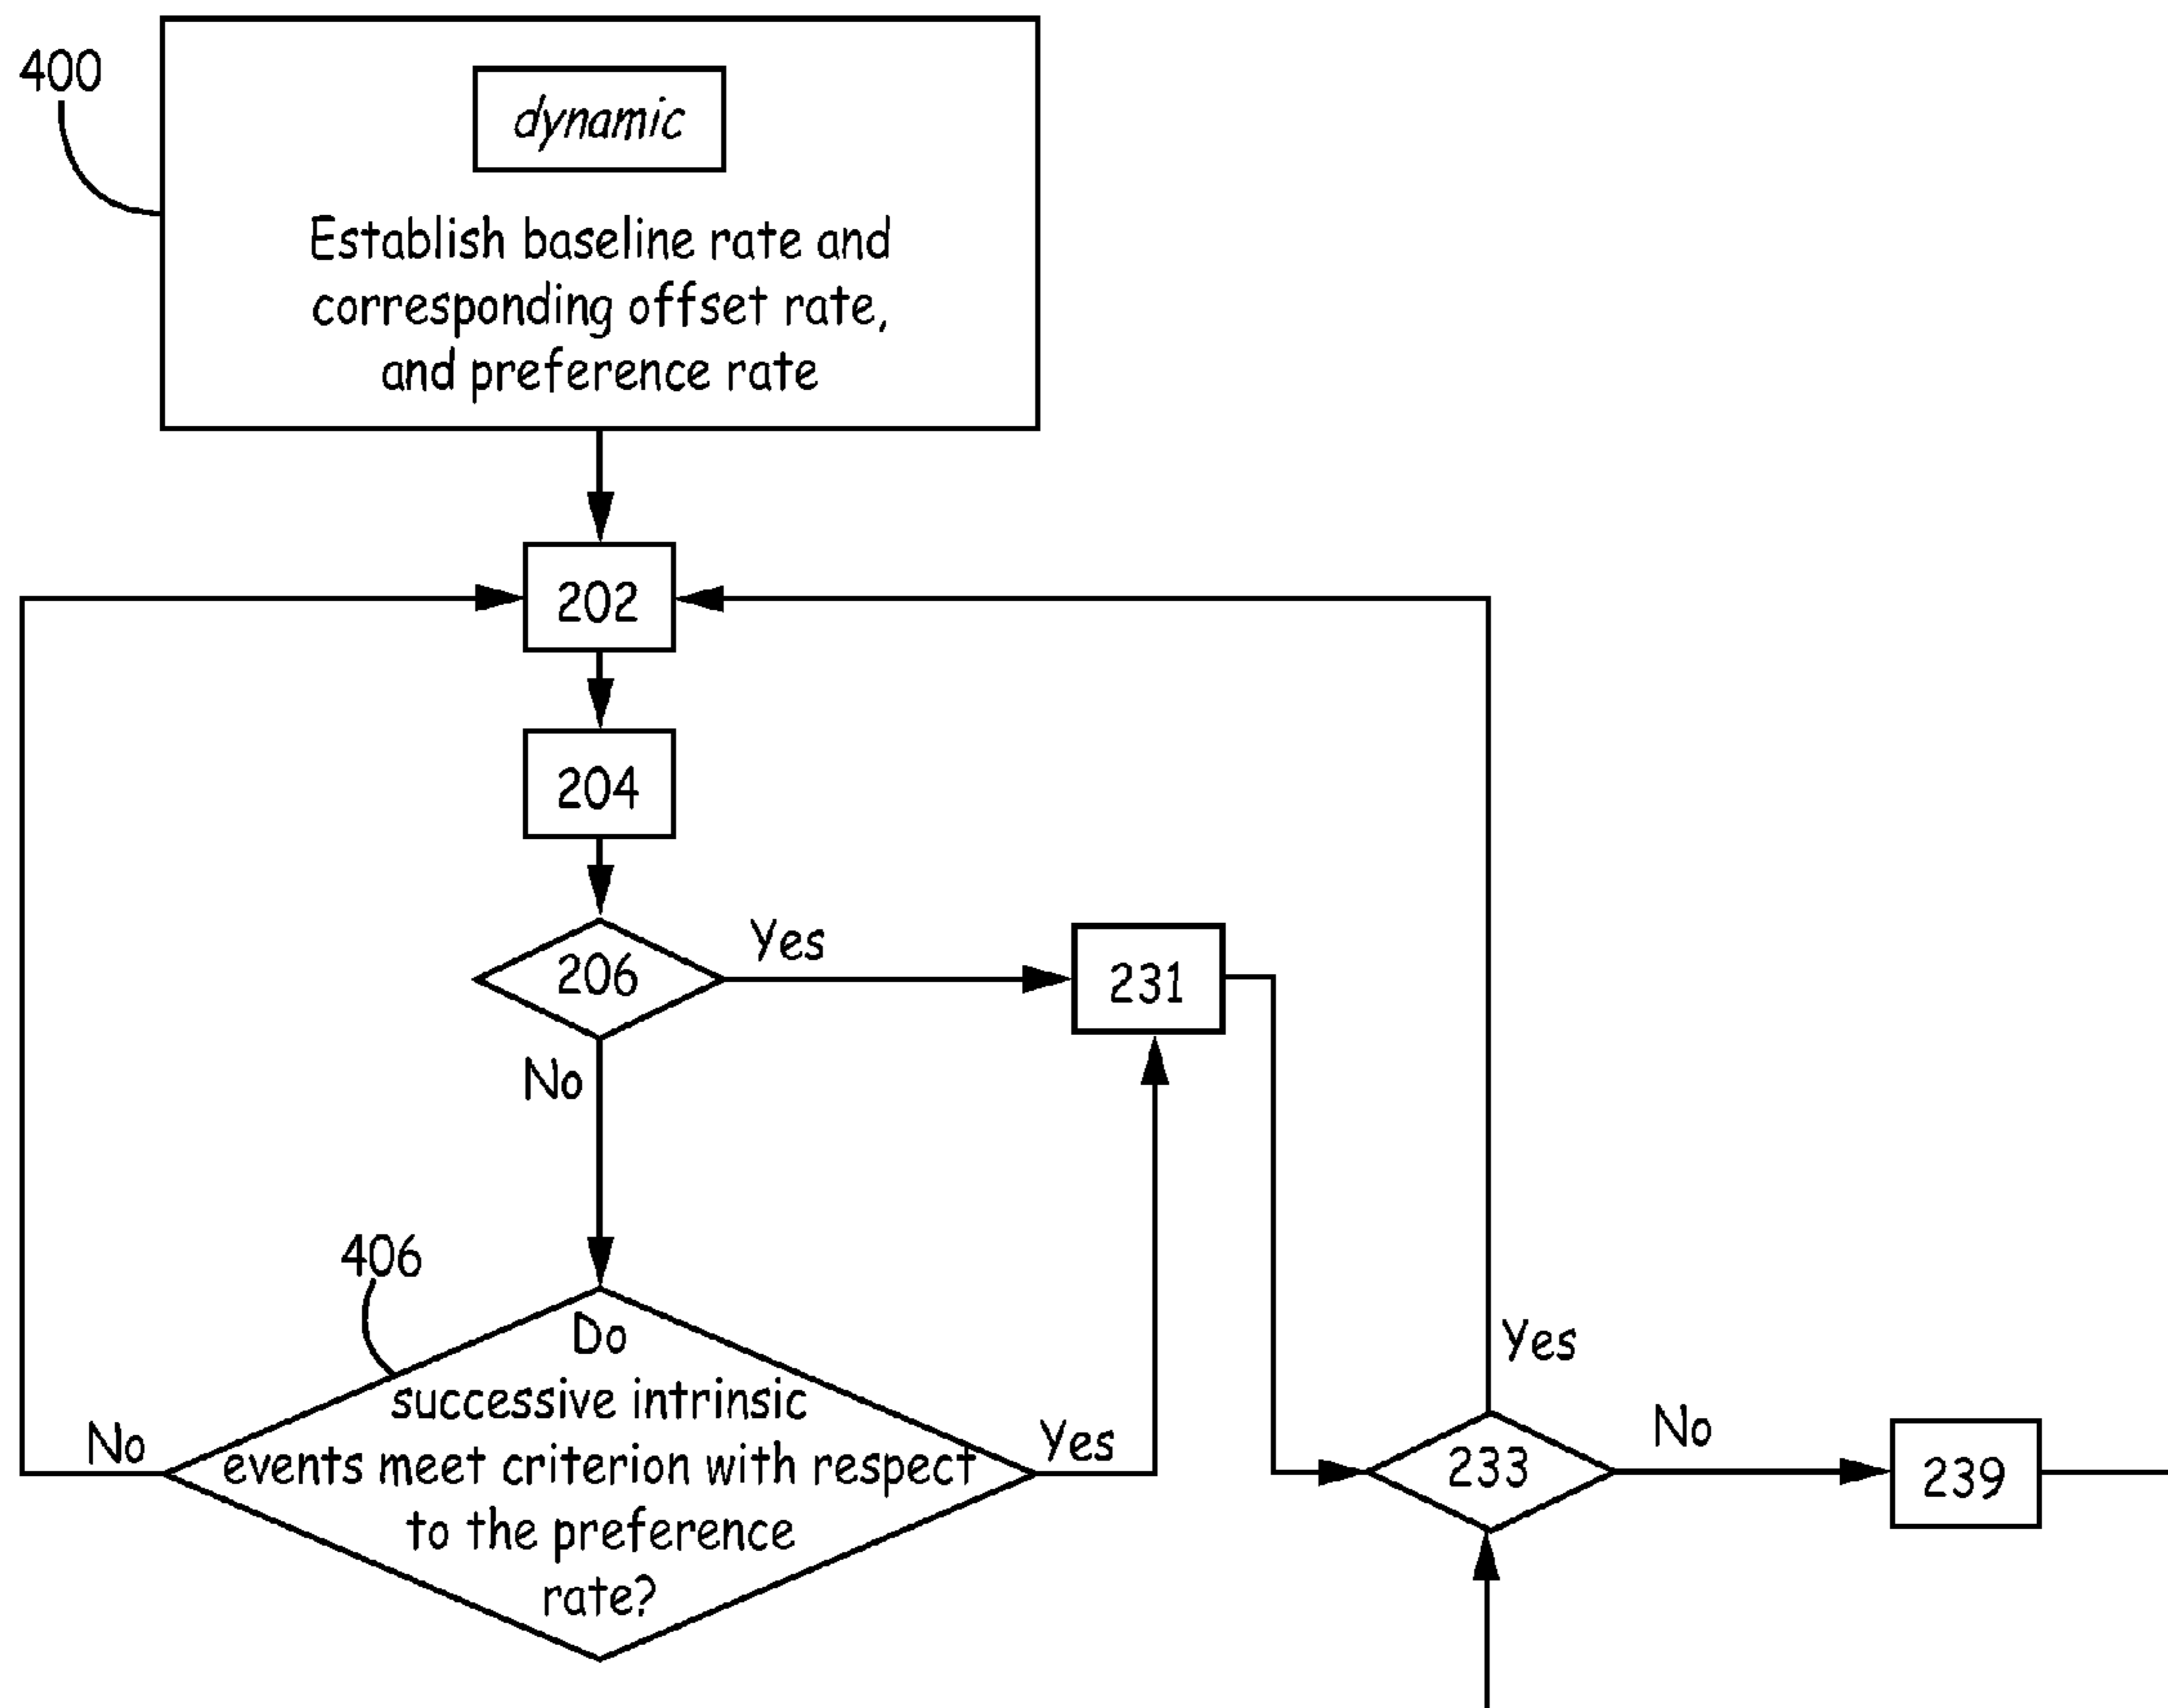 400
dynamic
Establish baseline rate and
corresponding offset rate,
and preference rate
202
204
206
Yes
231
No
406
Do
successive intrinsic
events meet criterion with respect
to the preference
rate?
No
Yes
Yes
233
No
239